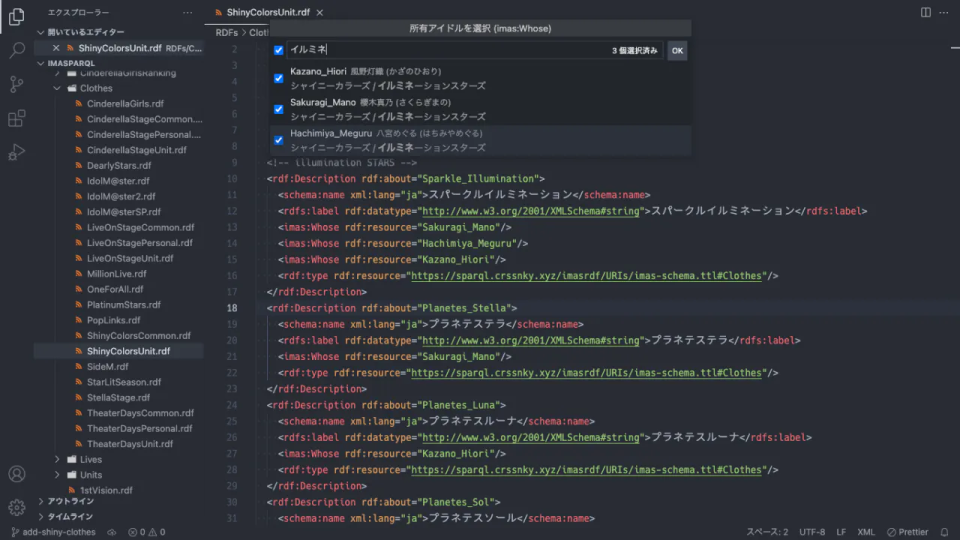 エクスプローラー
ShinyColorsUnit.rdf
開いているエディター
ShinyColorsUnit.rdf RDFs/C...
IMASPARQL
CinderellaGirlsRanking
Clothes
CinderellaGirls.rdf
CinderellaStageCommon....
CinderellaStagePersonal....
CinderellaStageUnit.rdf
DearlyStars.rdf
IdolM@ster.rdf
IdolM@ster2.rdf
IdolM@sterSP.rdf
LiveOnStageCommon.rdf
LiveOnStagePersonal.rdf
LiveOnStageUnit.rdf
MillionLive.rdf
OneForAll.rdf
PlatinumStars.rdf
PopLinks.rdf
ShinyColorsCommon.rdf
ShinyColorsUnit.rdf
SideM.rdf
StarLitSeason.rdf
StellaStage.rdf
TheaterDaysCommon.rdf
TheaterDaysPersonal.rdf
TheaterDaysUnit.rdf
Lives
Units
1stVision.rdf
アウトライン
タイムライン
RDFs > Clot
所有アイドルを選択 (imas:Whose)
イルミネ 3 個選択済み OK
Kazano_Hiori 風野灯織 (かざのひおり)
シャイニーカラーズ / イルミネーションスターズ
Sakuragi_Mano 櫻木真乃 (さくらぎまの)
シャイニーカラーズ / イルミネーションスターズ
Hachimiya_Meguru 八宮めぐる (はちみやめぐる)
シャイニーカラーズ / イルミネーションスターズ
2
3
4
5
6
7
8
9 <!-- illumination STARS -->
10 <rdf:Description rdf:about="Sparkle_Illumination">
11 <schema:name xml:lang="ja">スパークルイルミネーション</schema:name>
12 <rdfs:label rdf:datatype="http://www.w3.org/2001/XMLSchema#string">スパークルイルミネーション</rdfs:label>
13 <imas:Whose rdf:resource="Sakuragi_Mano"/>
14 <imas:Whose rdf:resource="Hachimiya_Meguru"/>
15 <imas:Whose rdf:resource="Kazano_Hiori"/>
16 <rdf:type rdf:resource="https://sparql.crssnky.xyz/imasrdf/URIs/imas-schema.ttl#Clothes"/>
17 </rdf:Description>
18 <rdf:Description rdf:about="Planetes_Stella">
19 <schema:name xml:lang="ja">プラネテステラ</schema:name>
20 <rdfs:label rdf:datatype="http://www.w3.org/2001/XMLSchema#string">プラネテステラ</rdfs:label>
21 <imas:Whose rdf:resource="Sakuragi_Mano"/>
22 <rdf:type rdf:resource="https://sparql.crssnky.xyz/imasrdf/URIs/imas-schema.ttl#Clothes"/>
23 </rdf:Description>
24 <rdf:Description rdf:about="Planetes_Luna">
25 <schema:name xml:lang="ja">プラネテスルーナ</schema:name>
26 <rdfs:label rdf:datatype="http://www.w3.org/2001/XMLSchema#string">プラネテスルーナ</rdfs:label>
27 <imas:Whose rdf:resource="Kazano_Hiori"/>
28 <rdf:type rdf:resource="https://sparql.crssnky.xyz/imasrdf/URIs/imas-schema.ttl#Clothes"/>
29 </rdf:Description>
30 <rdf:Description rdf:about="Planetes_Sol">
31 <schema:name xml:lang="ja">プラネテスソール</schema:name>
add-shiny-clothes 0 0 スペース: 2 UTF-8 LF XML Prettier